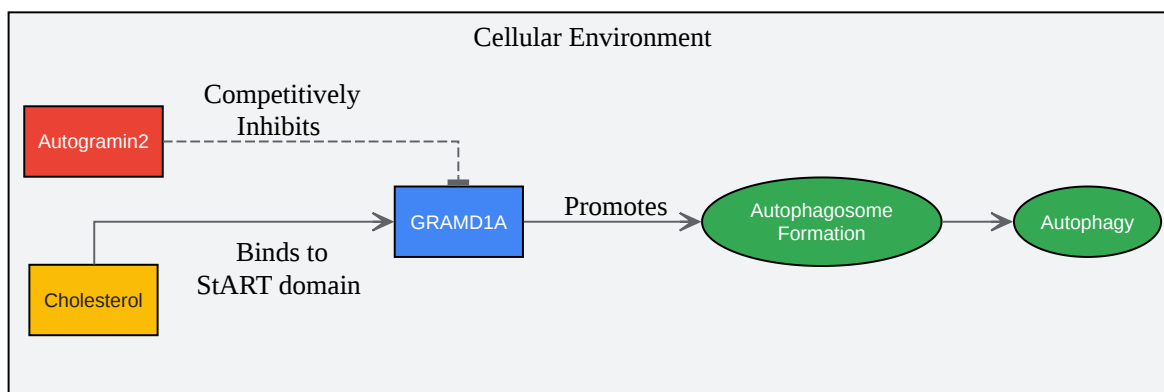 Cellular Environment
Competitively
Inhibits
Autogramin2
GRAMD1A
Promotes
Autophagosome
Formation
Autophagy
Binds to
StART domain
Cholesterol